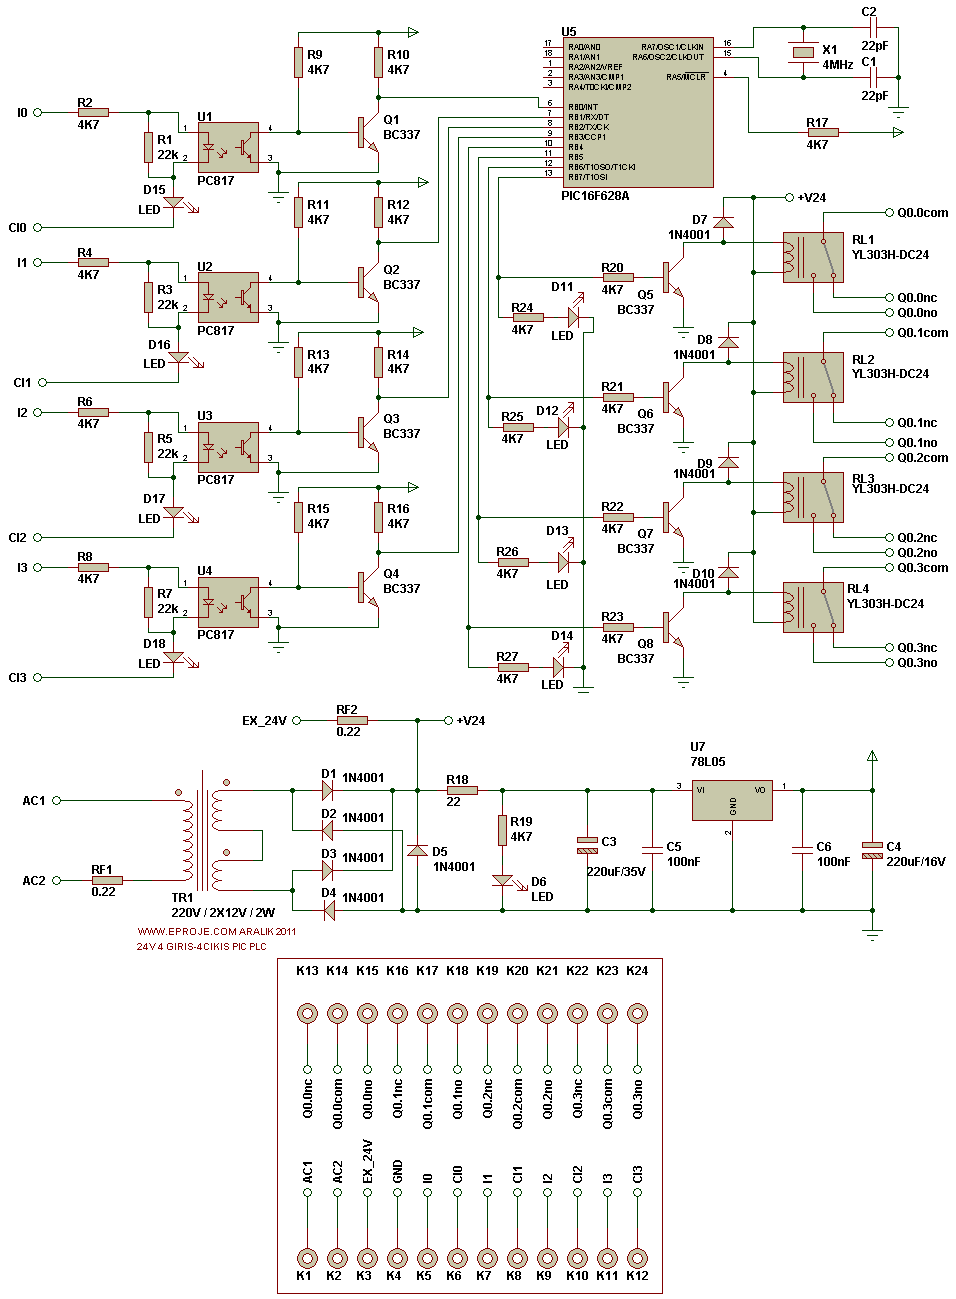 I0
R2
4K7
R1
22k
D15
LED
CI0
U1
PC817
1
2
4
3
R9
4K7
R10
4K7
Q1
BC337
I1
R4
4K7
R3
22k
D16
LED
CI1
U2
PC817
1
2
4
3
R11
4K7
R12
4K7
Q2
BC337
I2
R6
4K7
R5
22k
D17
LED
CI2
U3
PC817
1
2
4
3
R13
4K7
R14
4K7
Q3
BC337
I3
R8
4K7
R7
22k
D18
LED
CI3
U4
PC817
1
2
4
3
R15
4K7
R16
4K7
Q4
BC337
U5
17 RA0/AN0
18 RA1/AN1
1 RA2/AN2/VREF
2 RA3/AN3/CMP1
3 RA4/T0CKI/CMP2
6 RB0/INT
7 RB1/RX/DT
8 RB2/TX/CK
9 RB3/CCP1
10 RB4
11 RB5
12 RB6/T1OSO/T1CKI
13 RB7/T1OSI
RA7/OSC1/CLKIN 16
RA6/OSC2/CLKOUT 15
RA5/MCLR 4
PIC16F628A
C2
22pF
X1
4MHz
C1
22pF
R17
4K7
+V24
D7
1N4001
R20
4K7
Q5
BC337
R24
4K7
D11
LED
RL1
YL303H-DC24
Q0.0com
Q0.0nc
Q0.0no
D8
1N4001
R21
4K7
Q6
BC337
R25
4K7
D12
LED
RL2
YL303H-DC24
Q0.1com
Q0.1nc
Q0.1no
D9
1N4001
R22
4K7
Q7
BC337
R26
4K7
D13
LED
RL3
YL303H-DC24
Q0.2com
Q0.2nc
Q0.2no
D10
1N4001
R23
4K7
Q8
BC337
R27
4K7
D14
LED
RL4
YL303H-DC24
Q0.3com
Q0.3nc
Q0.3no
EX_24V
RF2
0.22
+V24
AC1
AC2
RF1
0.22
TR1
220V / 2X12V / 2W
D1 1N4001
D2 1N4001
D3 1N4001
D4 1N4001
D5
1N4001
R18
22
R19
4K7
D6
LED
C3
220uF/35V
C5
100nF
U7
78L05
3 VI
VO 1
GND
2
C6
100nF
C4
220uF/16V
WWW.EPROJE.COM ARALIK 2011
24V 4 GIRIS-4CIKIS PIC PLC
K13 K14 K15 K16 K17 K18 K19 K20 K21 K22 K23 K24
Q0.0nc Q0.0com Q0.0no Q0.1nc Q0.1com Q0.1no Q0.2nc Q0.2com Q0.2no Q0.3nc Q0.3com Q0.3no
AC1 AC2 EX_24V GND I0 CI0 I1 CI1 I2 CI2 I3 CI3
K1 K2 K3 K4 K5 K6 K7 K8 K9 K10 K11 K12